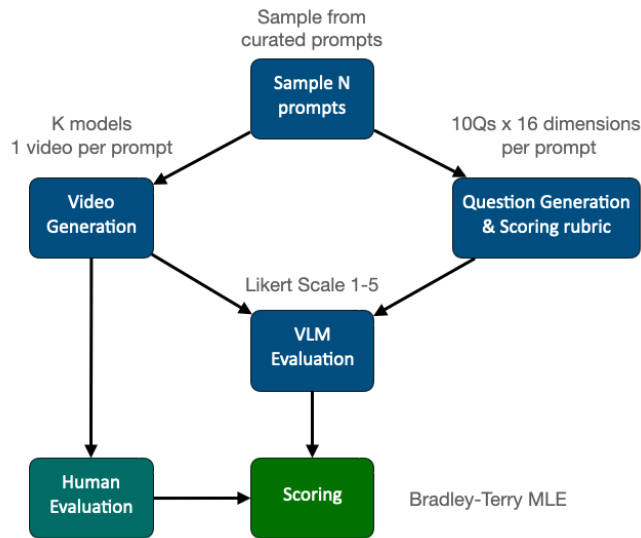 Sample from
curated prompts
Sample N
prompts
K models
1 video per prompt
10Qs x 16 dimensions
per prompt
Video
Generation
Question Generation
& Scoring rubric
Likert Scale 1-5
VLM
Evaluation
Human
Evaluation
Scoring
Bradley-Terry MLE